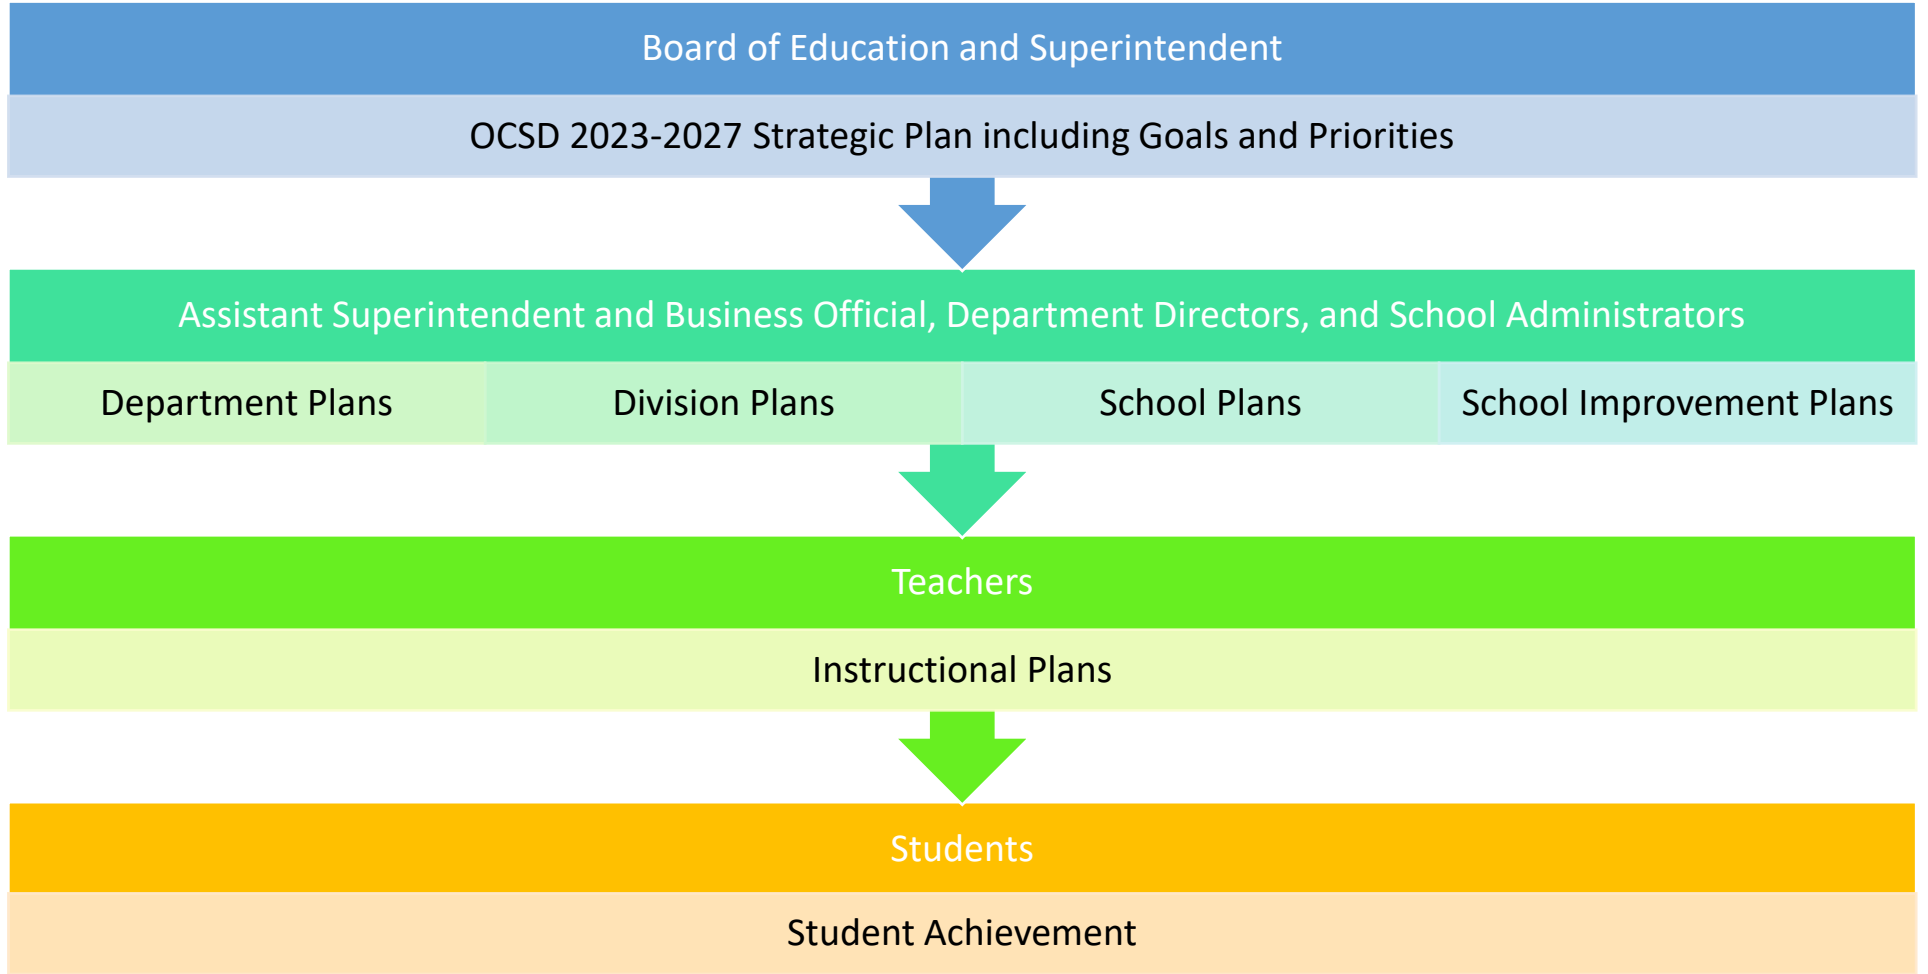 Board of Education and Superintendent
OCSD 2023-2027 Strategic Plan including Goals and Priorities
Assistant Superintendent and Business Official, Department Directors, and School Administrators
Department Plans
Division Plans
School Plans
School Improvement Plans
Teachers
Instructional Plans
Students
Student Achievement